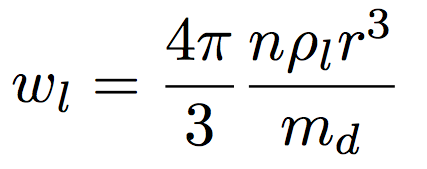 w_l = \frac{4\pi}{3} \frac{n\rho_l r^3}{m_d}